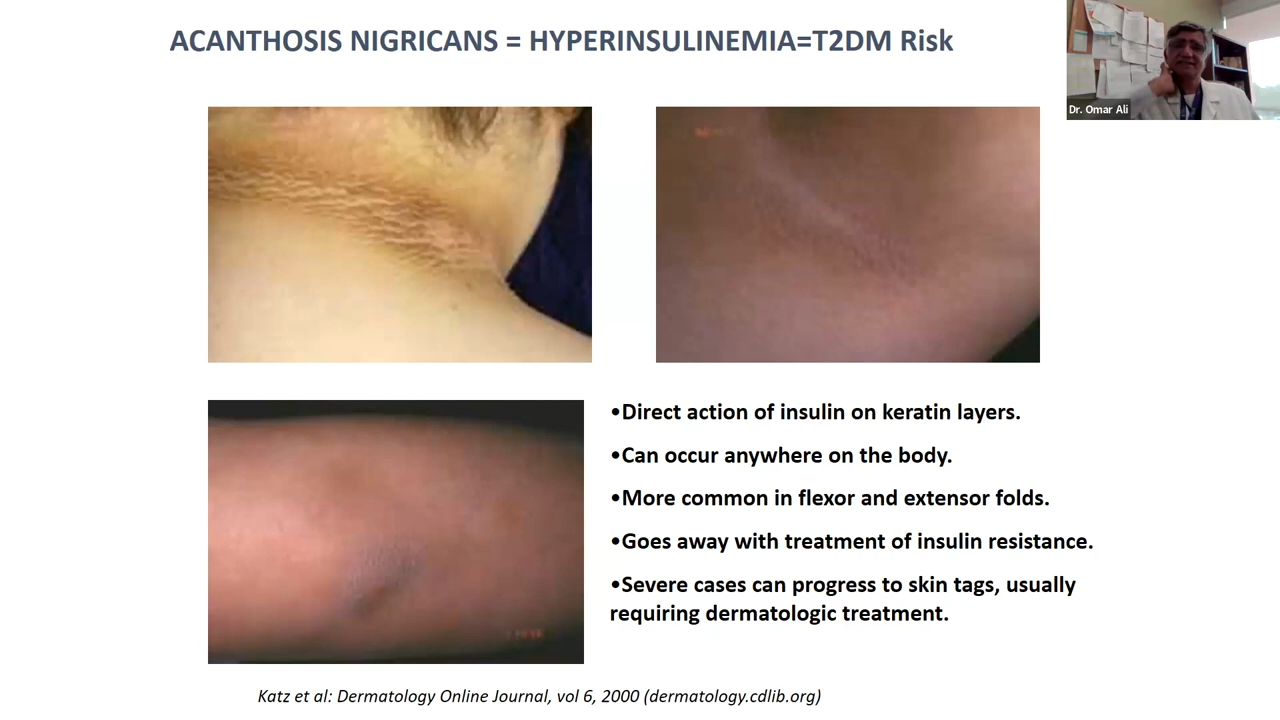 ACANTHOSIS NIGRICANS = HYPERINSULINEMIA=T2DM Risk
Dr. Omar Ali
•Direct action of insulin on keratin layers.
•Can occur anywhere on the body.
•More common in flexor and extensor folds.
•Goes away with treatment of insulin resistance.
•Severe cases can progress to skin tags, usually
requiring dermatologic treatment.
Katz et al: Dermatology Online Journal, vol 6, 2000 (dermatology.cdlib.org)